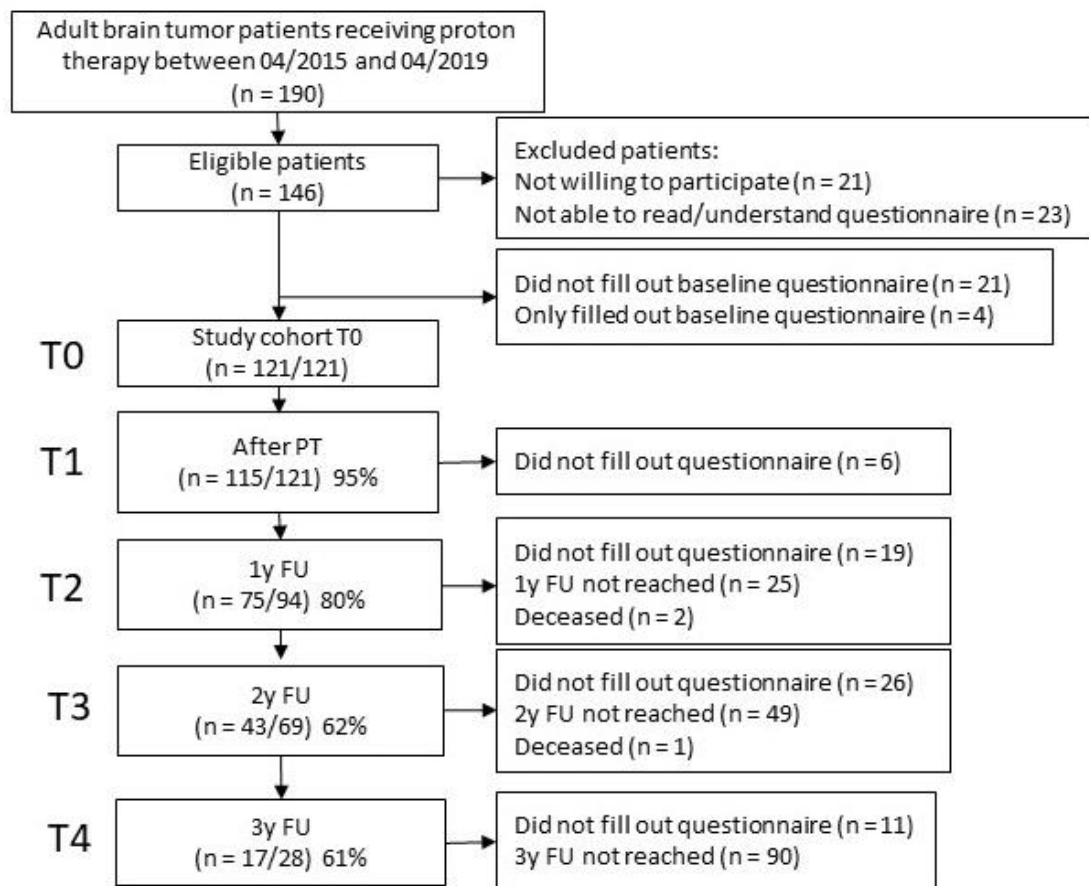 Adult brain tumor patients receiving proton
therapy between 04/2015 and 04/2019
(n = 190)
Eligible patients
(n = 146)
Excluded patients:
Not willing to participate (n = 21)
Not able to read/understand questionnaire (n = 23)
Did not fill out baseline questionnaire (n = 21)
Only filled out baseline questionnaire (n = 4)
T0
Study cohort T0
(n = 121/121)
T1
After PT
(n = 115/121) 95%
Did not fill out questionnaire (n = 6)
T2
1y FU
(n = 75/94) 80%
Did not fill out questionnaire (n = 19)
1y FU not reached (n = 25)
Deceased (n = 2)
T3
2y FU
(n = 43/69) 62%
Did not fill out questionnaire (n = 26)
2y FU not reached (n = 49)
Deceased (n = 1)
T4
3y FU
(n = 17/28) 61%
Did not fill out questionnaire (n = 11)
3y FU not reached (n = 90)